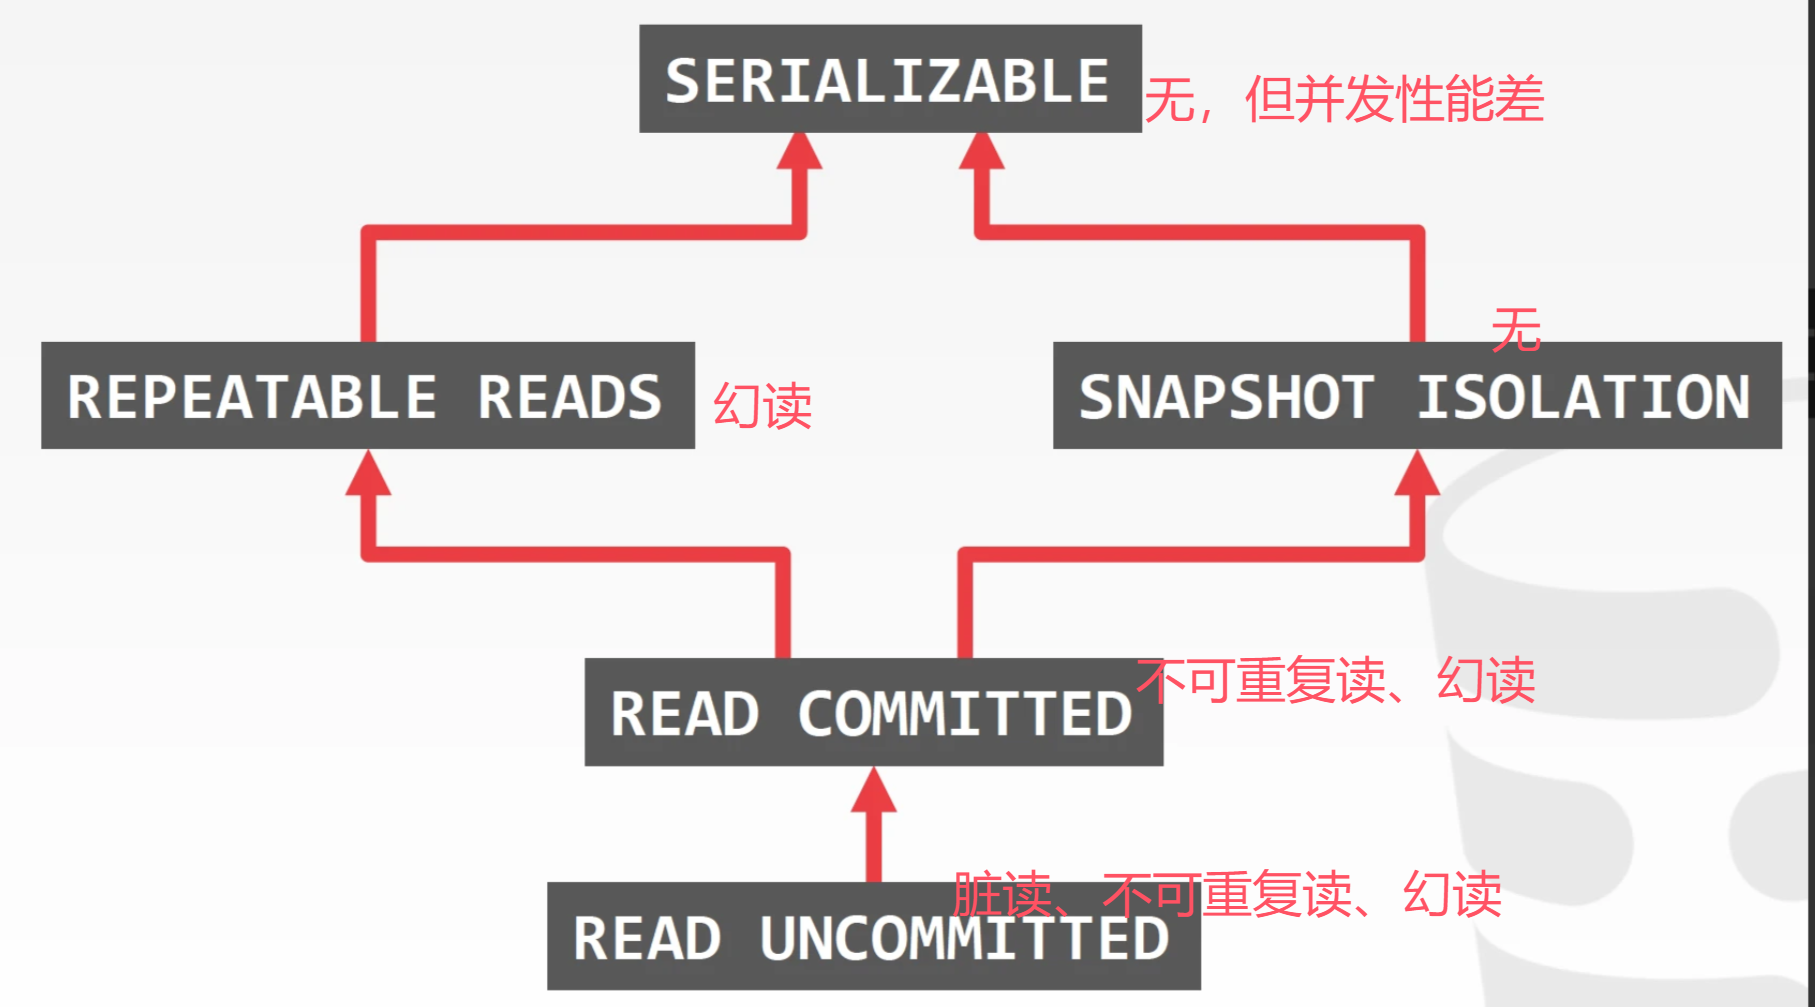 SERIALIZABLE
无，但并发性能差
无
REPEATABLE READS
幻读
SNAPSHOT ISOLATION
不可重复读、幻读
READ COMMITTED
脏读、不可重复读、幻读
READ UNCOMMITTED